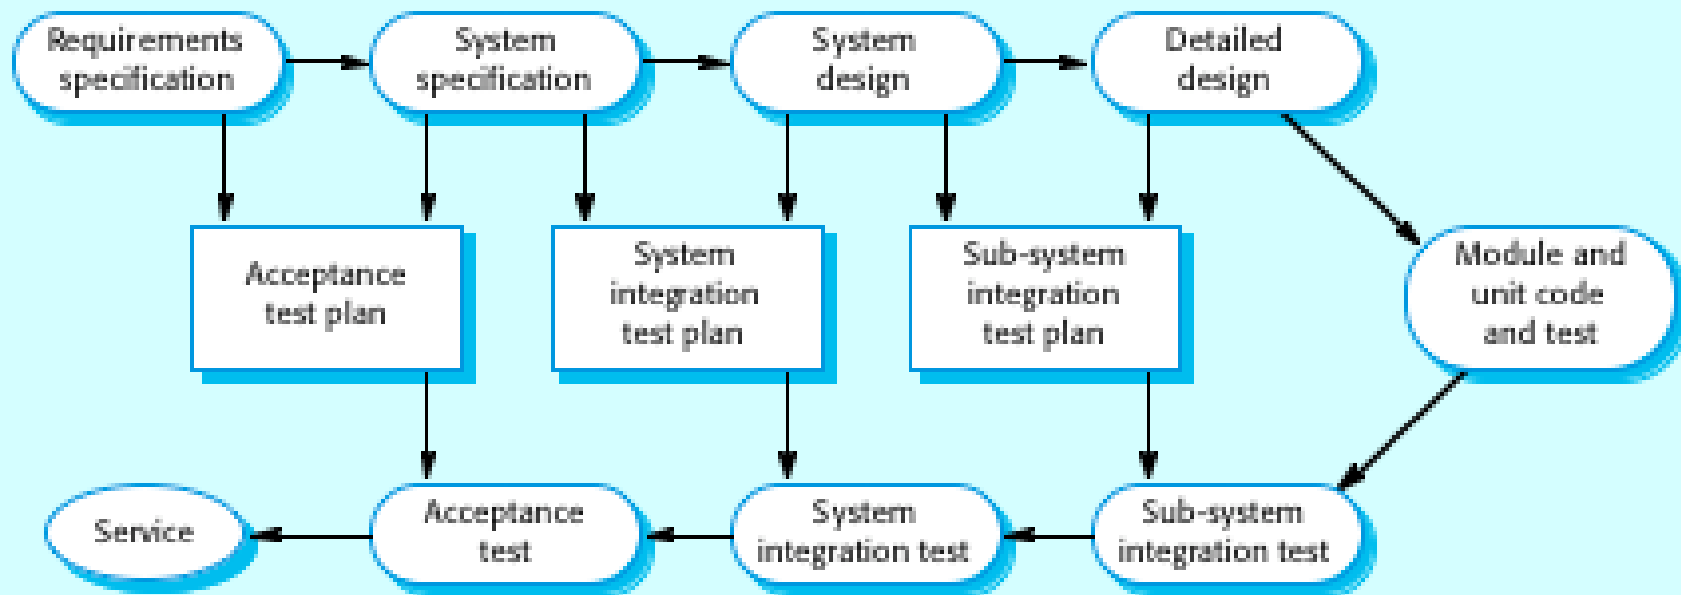 Requirements
specification
System
specification
System
design
Detailed
design
Acceptance
test plan
System
integration
test plan
Sub-system
integration
test plan
Module and
unit code
and test
Service
Acceptance
test
System
integration test
Sub-system
integration test